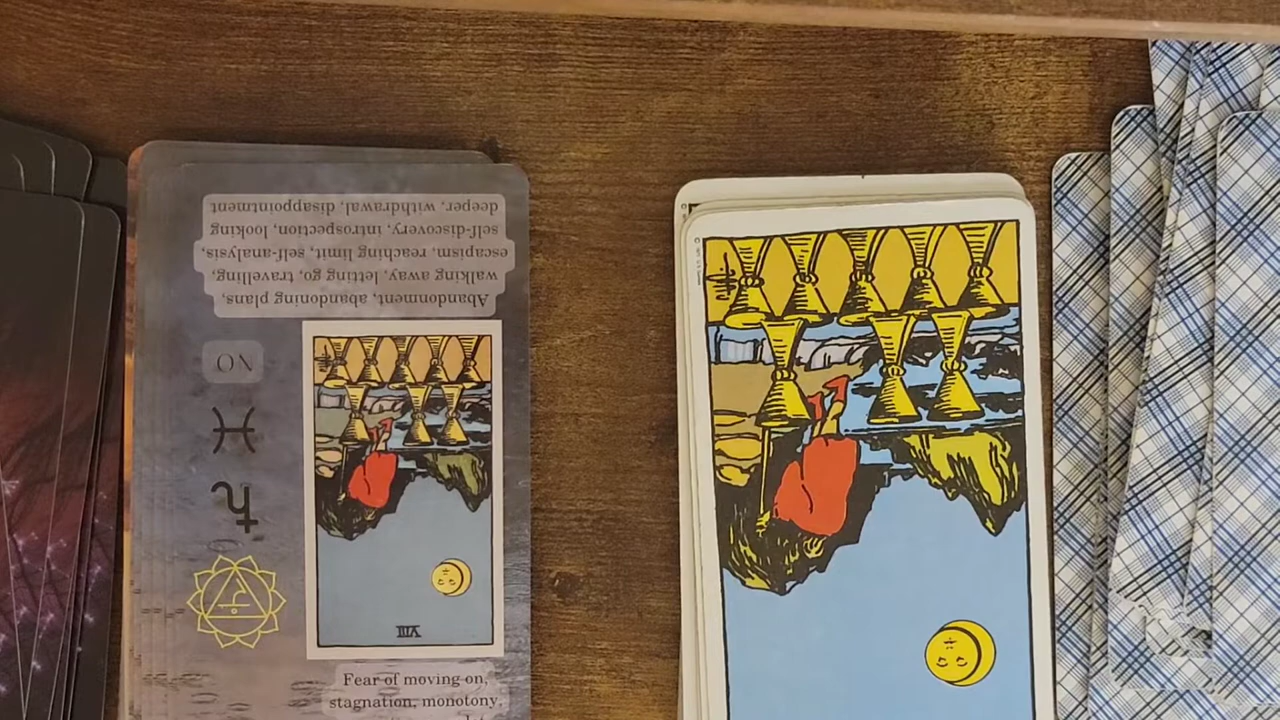 Abandonment, abandoning plans,
walking away, letting go, travelling,
escapism, reaching limit, self-analysis,
self-discovery, introspection, looking
deeper, withdrawal, disappointment
NO
VIII
Fear of moving on,
stagnation, monotony,